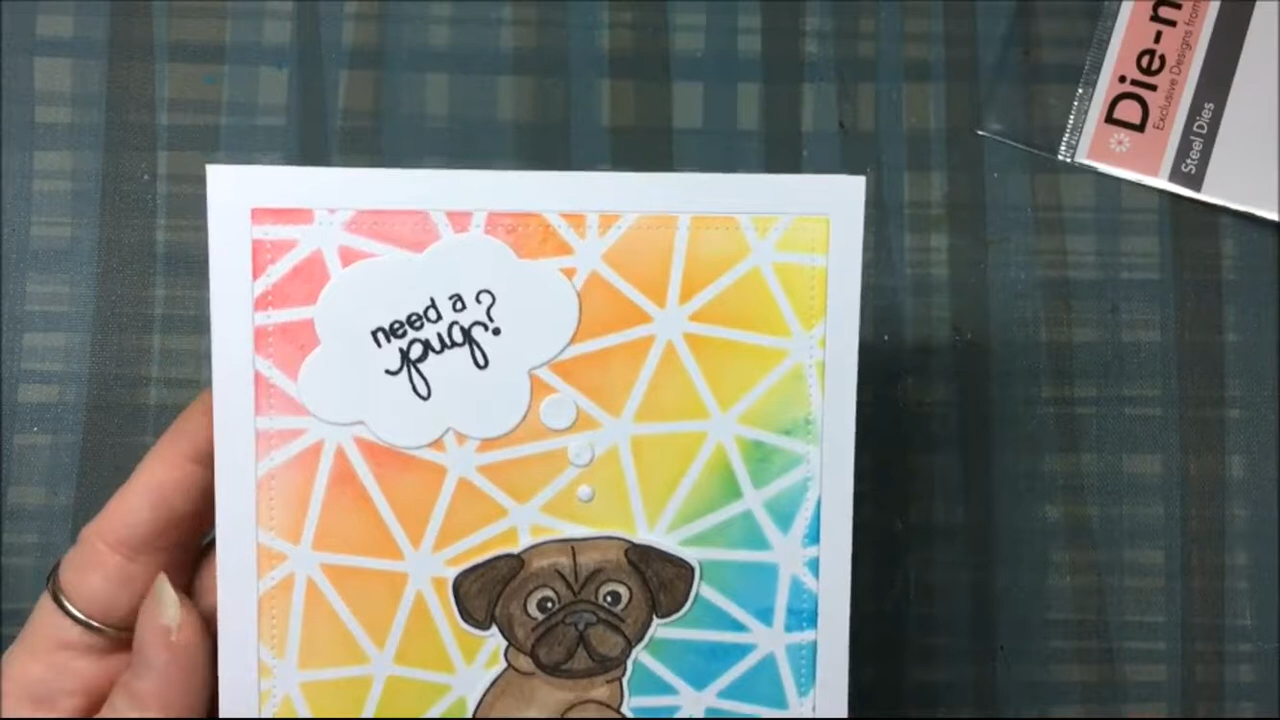 need a
pug?
Die-n
Exclusive Designs from
Steel Dies